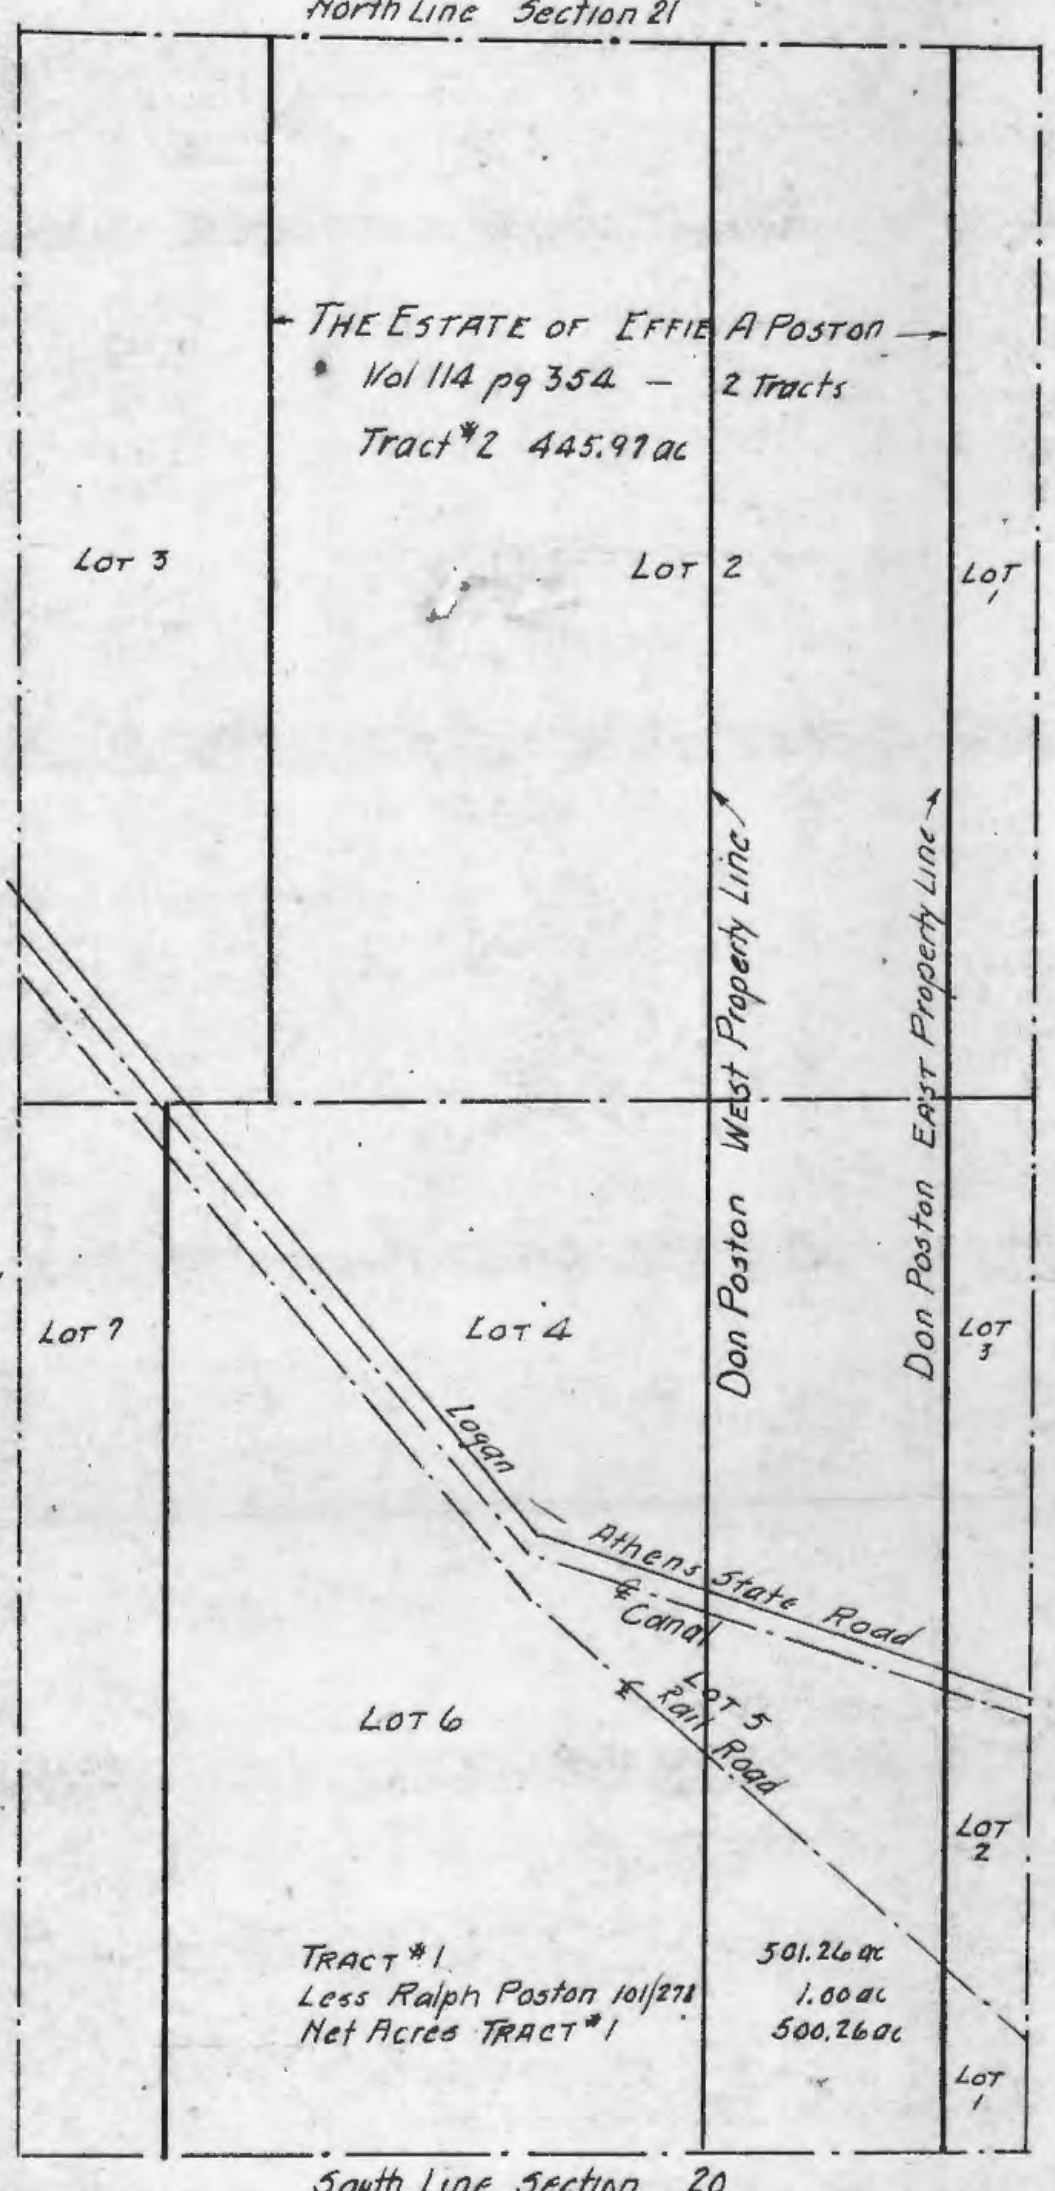 North Line Section 21
THE ESTATE OF EFFIE A POSTON
Vol 114 pg 354 — 2 Tracts
Tract #2 445.97 ac
LOT 3
LOT 2
LOT
1
Don Poston WEST Property Line
Don Poston EAST Property Line
LOT 7
LOT 4
LOT
3
Logan
Athens State Road
℄
Canal
LOT 5
℄ Rail Road
LOT 6
LOT
2
TRACT #1 501.26 ac
Less Ralph Poston 101/278 1.00 ac
Net Acres TRACT #1 500.26 ac
LOT
1
South Line Section 20